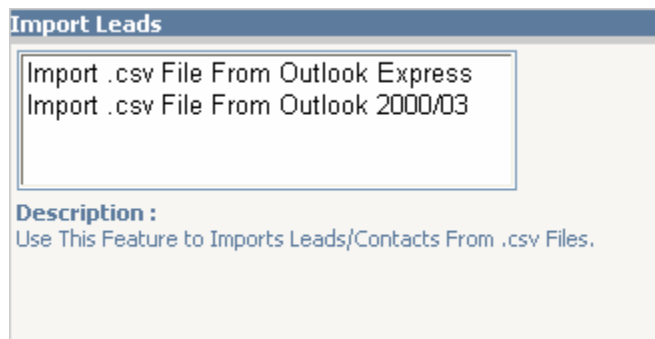 Import Leads
Import .csv File From Outlook Express
Import .csv File From Outlook 2000/03
Description :
Use This Feature to Imports Leads/Contacts From .csv Files.